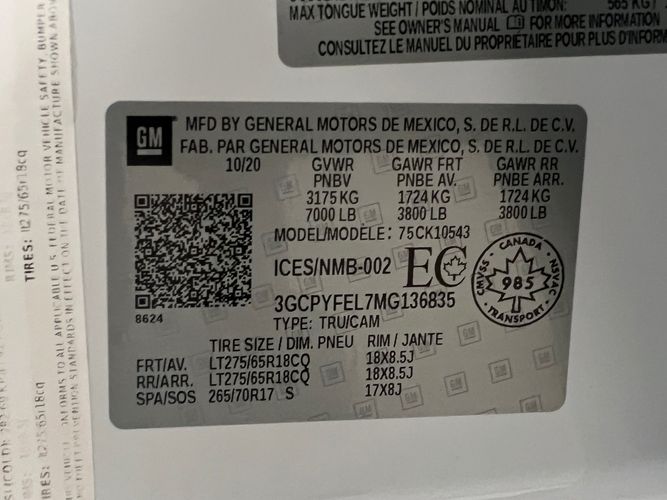 MAX TONGUE WEIGHT / POIDS NOMINAL AU TIMON: 565 KG /
SEE OWNER'S MANUAL FOR MORE INFORMATION
CONSULTEZ LE MANUEL DU PROPRIÉTAIRE POUR PLUS D'INFORM
GM
MFD BY GENERAL MOTORS DE MEXICO, S. DE R.L. DE C.V.
FAB. PAR GENERAL MOTORS DE MEXICO, S. DE R.L. DE C.V.
10/20 GVWR GAWR FRT GAWR RR
PNBV PNBE AV. PNBE ARR.
3175 KG 1724 KG 1724 KG
7000 LB 3800 LB 3800 LB
MODEL/MODÈLE: 75CK10543
ICES/NMB-002 EC
CANADA
CMVSS 985 NSVAC
TRANSPORT
3GCPYFEL7MG136835
8624
TYPE: TRU/CAM
TIRE SIZE / DIM. PNEU RIM / JANTE
FRT/AV. LT275/65R18CQ 18X8.5J
RR/ARR. LT275/65R18CQ 18X8.5J
SPA/SOS 265/70R17 S 17X8J
TIRES: lt275/65r18cq